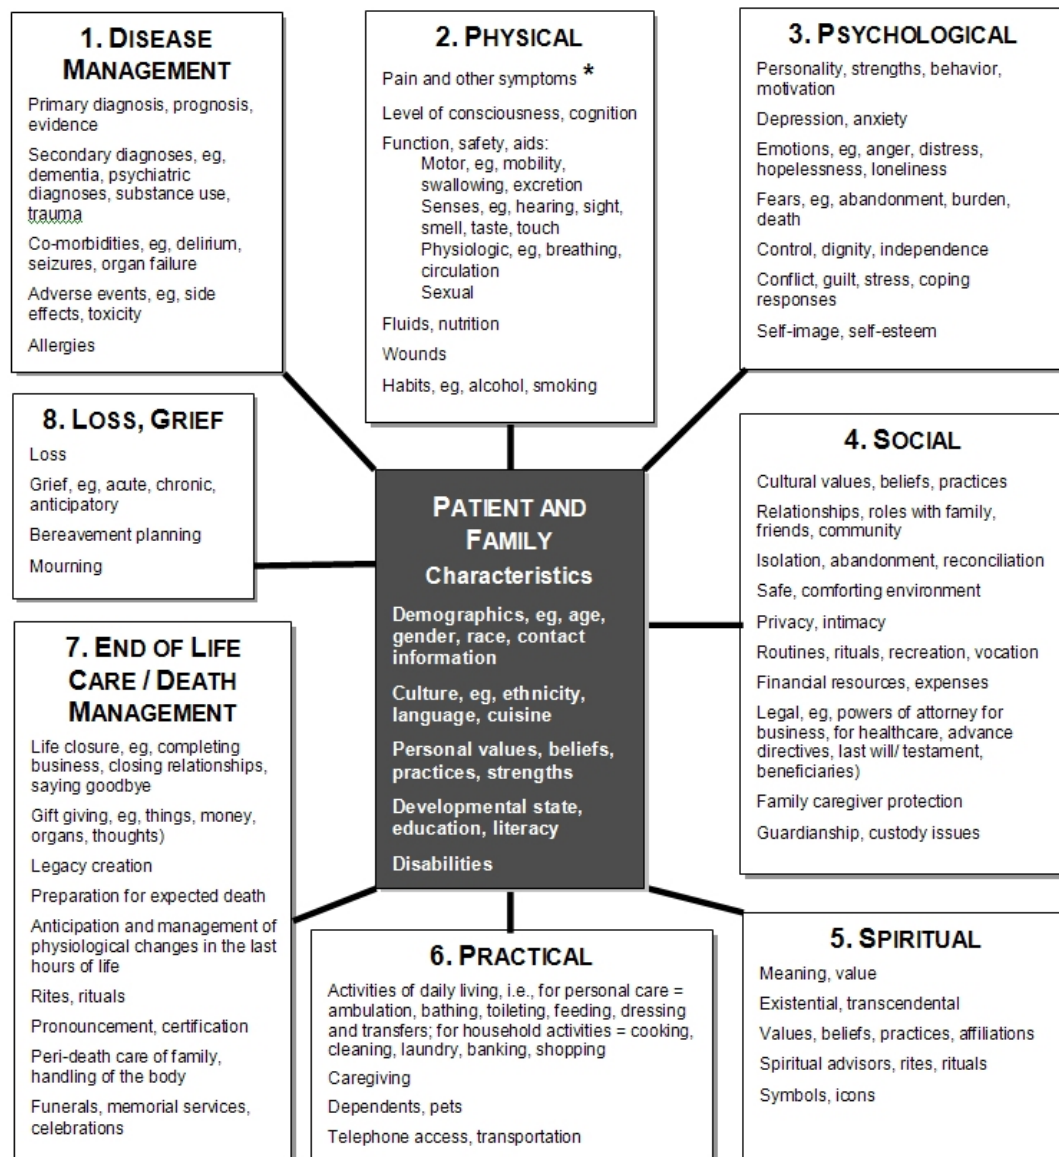 1. DISEASE
MANAGEMENT
Primary diagnosis, prognosis,
evidence
Secondary diagnoses, eg,
dementia, psychiatric
diagnoses, substance use,
trauma
Co-morbidities, eg, delirium,
seizures, organ failure
Adverse events, eg, side
effects, toxicity
Allergies
2. PHYSICAL
Pain and other symptoms *
Level of consciousness, cognition
Function, safety, aids:
Motor, eg, mobility,
swallowing, excretion
Senses, eg, hearing, sight,
smell, taste, touch
Physiologic, eg, breathing,
circulation
Sexual
Fluids, nutrition
Wounds
Habits, eg, alcohol, smoking
3. PSYCHOLOGICAL
Personality, strengths, behavior,
motivation
Depression, anxiety
Emotions, eg, anger, distress,
hopelessness, loneliness
Fears, eg, abandonment, burden,
death
Control, dignity, independence
Conflict, guilt, stress, coping
responses
Self-image, self-esteem
8. LOSS, GRIEF
Loss
Grief, eg, acute, chronic,
anticipatory
Bereavement planning
Mourning
PATIENT AND
FAMILY
Characteristics
Demographics, eg, age,
gender, race, contact
information
Culture, eg, ethnicity,
language, cuisine
Personal values, beliefs,
practices, strengths
Developmental state,
education, literacy
Disabilities
4. SOCIAL
Cultural values, beliefs, practices
Relationships, roles with family,
friends, community
Isolation, abandonment, reconciliation
Safe, comforting environment
Privacy, intimacy
Routines, rituals, recreation, vocation
Financial resources, expenses
Legal, eg, powers of attorney for
business, for healthcare, advance
directives, last will/ testament,
beneficiaries)
Family caregiver protection
Guardianship, custody issues
7. END OF LIFE
CARE / DEATH
MANAGEMENT
Life closure, eg, completing
business, closing relationships,
saying goodbye
Gift giving, eg, things, money,
organs, thoughts)
Legacy creation
Preparation for expected death
Anticipation and management of
physiological changes in the last
hours of life
Rites, rituals
Pronouncement, certification
Peri-death care of family,
handling of the body
Funerals, memorial services,
celebrations
6. PRACTICAL
Activities of daily living, i.e., for personal care =
ambulation, bathing, toileting, feeding, dressing
and transfers; for household activities = cooking,
cleaning, laundry, banking, shopping
Caregiving
Dependents, pets
Telephone access, transportation
5. SPIRITUAL
Meaning, value
Existential, transcendental
Values, beliefs, practices, affiliations
Spiritual advisors, rites, rituals
Symbols, icons